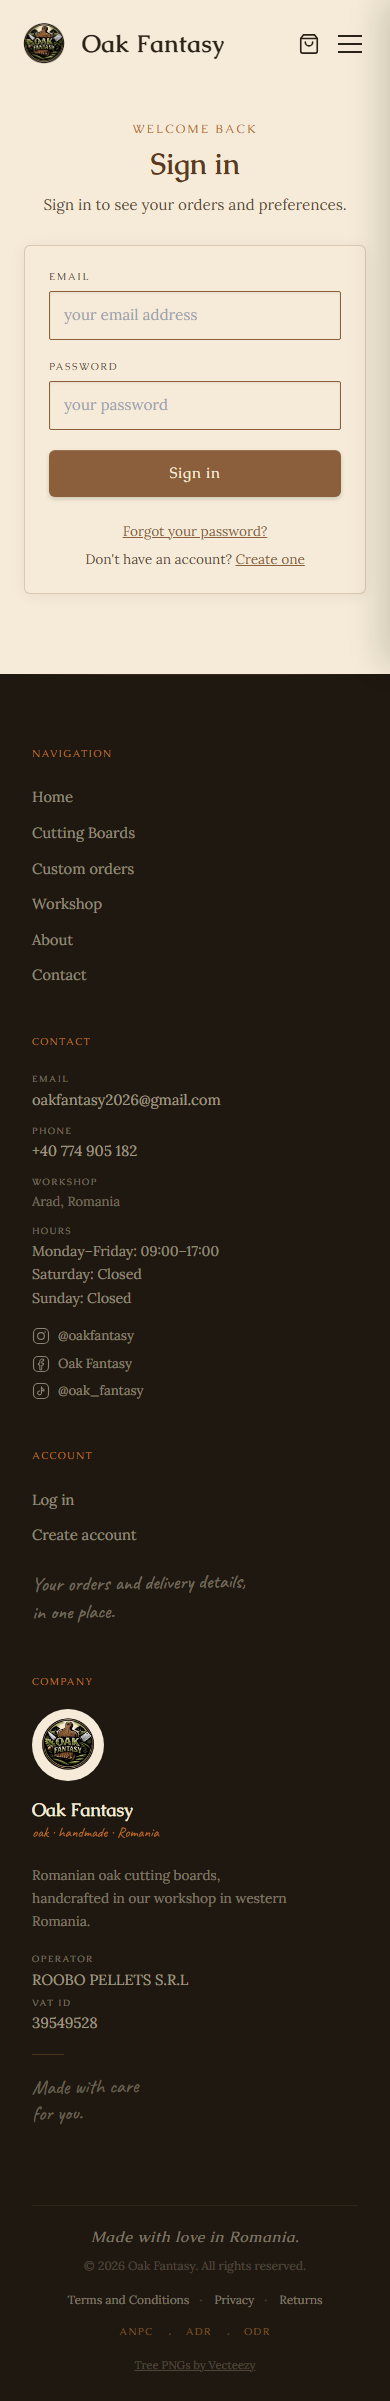 OAK
FANTASY
Oak Fantasy
WELCOME BACK
Sign in
Sign in to see your orders and preferences.
EMAIL
your email address
PASSWORD
your password
Sign in
Forgot your password?
Don't have an account? Create one
NAVIGATION
Home
Cutting Boards
Custom orders
Workshop
About
Contact
CONTACT
EMAIL
oakfantasy2026@gmail.com
PHONE
+40 774 905 182
WORKSHOP
Arad, Romania
HOURS
Monday–Friday: 09:00–17:00
Saturday: Closed
Sunday: Closed
@oakfantasy
Oak Fantasy
@oak_fantasy
ACCOUNT
Log in
Create account
Your orders and delivery details,
in one place.
COMPANY
OAK
FANTASY
Oak Fantasy
oak · handmade · Romania
Romanian oak cutting boards,
handcrafted in our workshop in western
Romania.
OPERATOR
ROOBO PELLETS S.R.L
VAT ID
39549528
Made with care
for you.
Made with love in Romania.
© 2026 Oak Fantasy. All rights reserved.
Terms and Conditions · Privacy · Returns
ANPC · ADR · ODR
Tree PNGs by Vecteezy